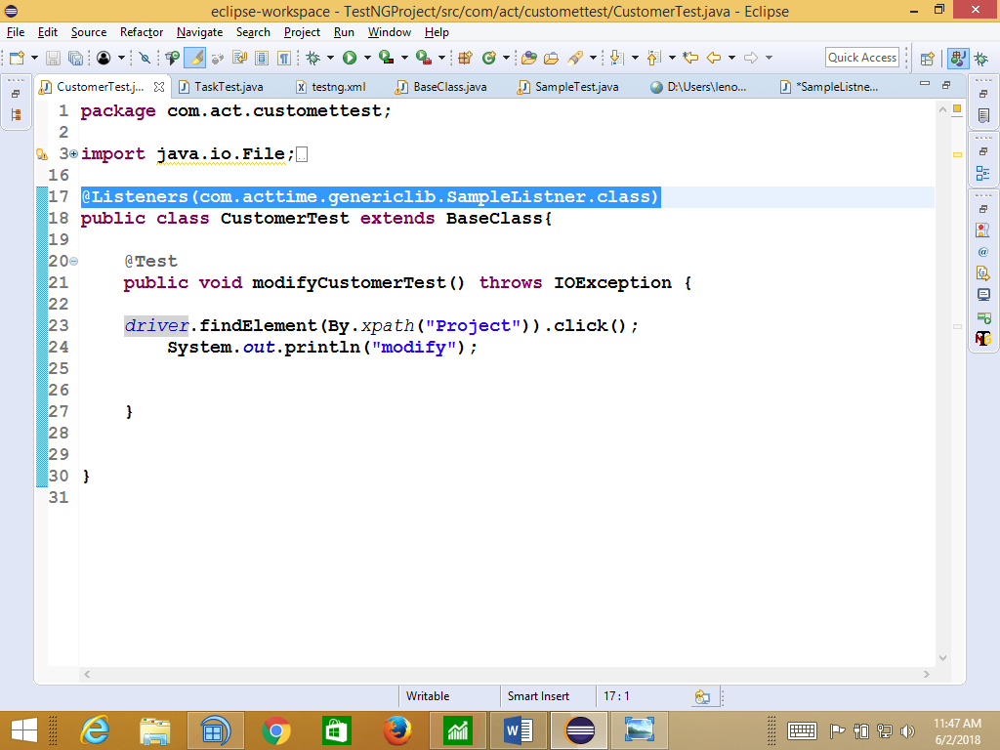 eclipse-workspace - TestNGProject/src/com/act/customettest/CustomerTest.java - Eclipse
File Edit Source Refactor Navigate Search Project Run Window Help
Quick Access
CustomerTest.j... TaskTest.java testng.xml BaseClass.java SampleTest.java D:\Users\leno... *SampleListne...
1 package com.act.customettest;
2
3 import java.io.File;
16
17 @Listeners(com.acttime.genericlib.SampleListner.class)
18 public class CustomerTest extends BaseClass{
19
20 @Test
21 public void modifyCustomerTest() throws IOException {
22
23 driver.findElement(By.xpath("Project")).click();
24 System.out.println("modify");
25
26
27 }
28
29
30 }
31
Writable Smart Insert 17 : 1
11:47 AM
6/2/2018